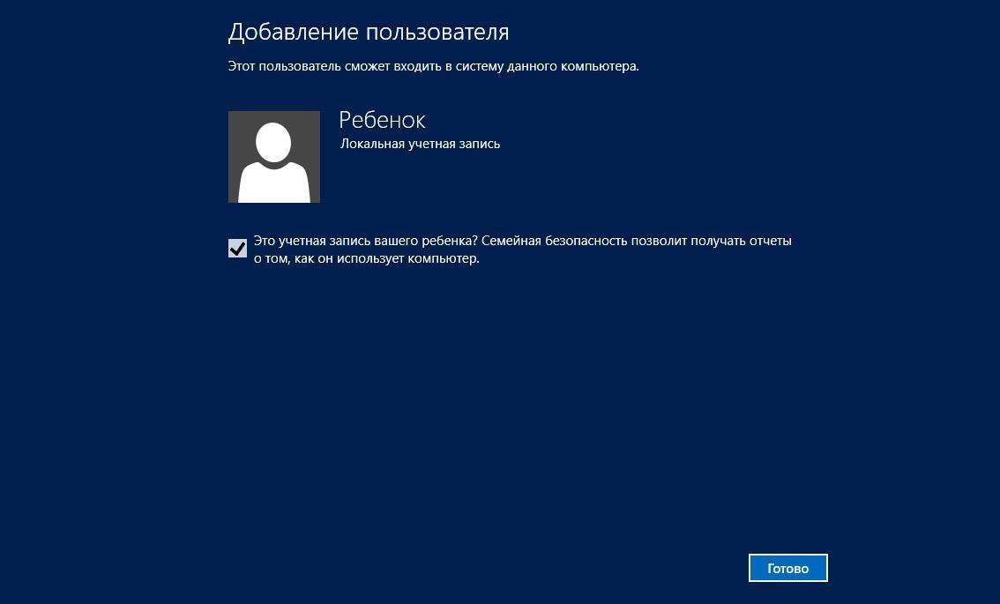 Добавление пользователя
Этот пользователь сможет входить в систему данного компьютера.
Ребенок
Локальная учетная запись
Это учетная запись вашего ребенка? Семейная безопасность позволит получать отчеты
о том, как он использует компьютер.
Готово